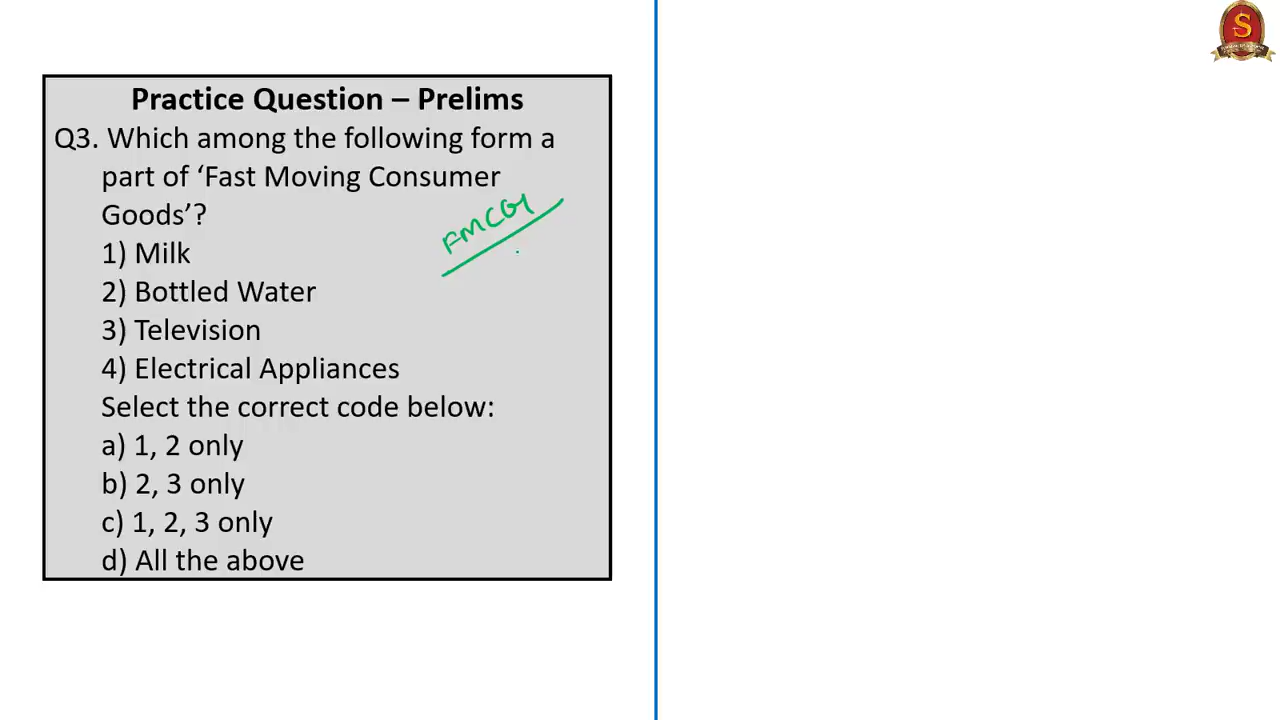 Practice Question – Prelims
Q3. Which among the following form a
part of ‘Fast Moving Consumer
Goods’?
FMCG
1) Milk
2) Bottled Water
3) Television
4) Electrical Appliances
Select the correct code below:
a) 1, 2 only
b) 2, 3 only
c) 1, 2, 3 only
d) All the above
S